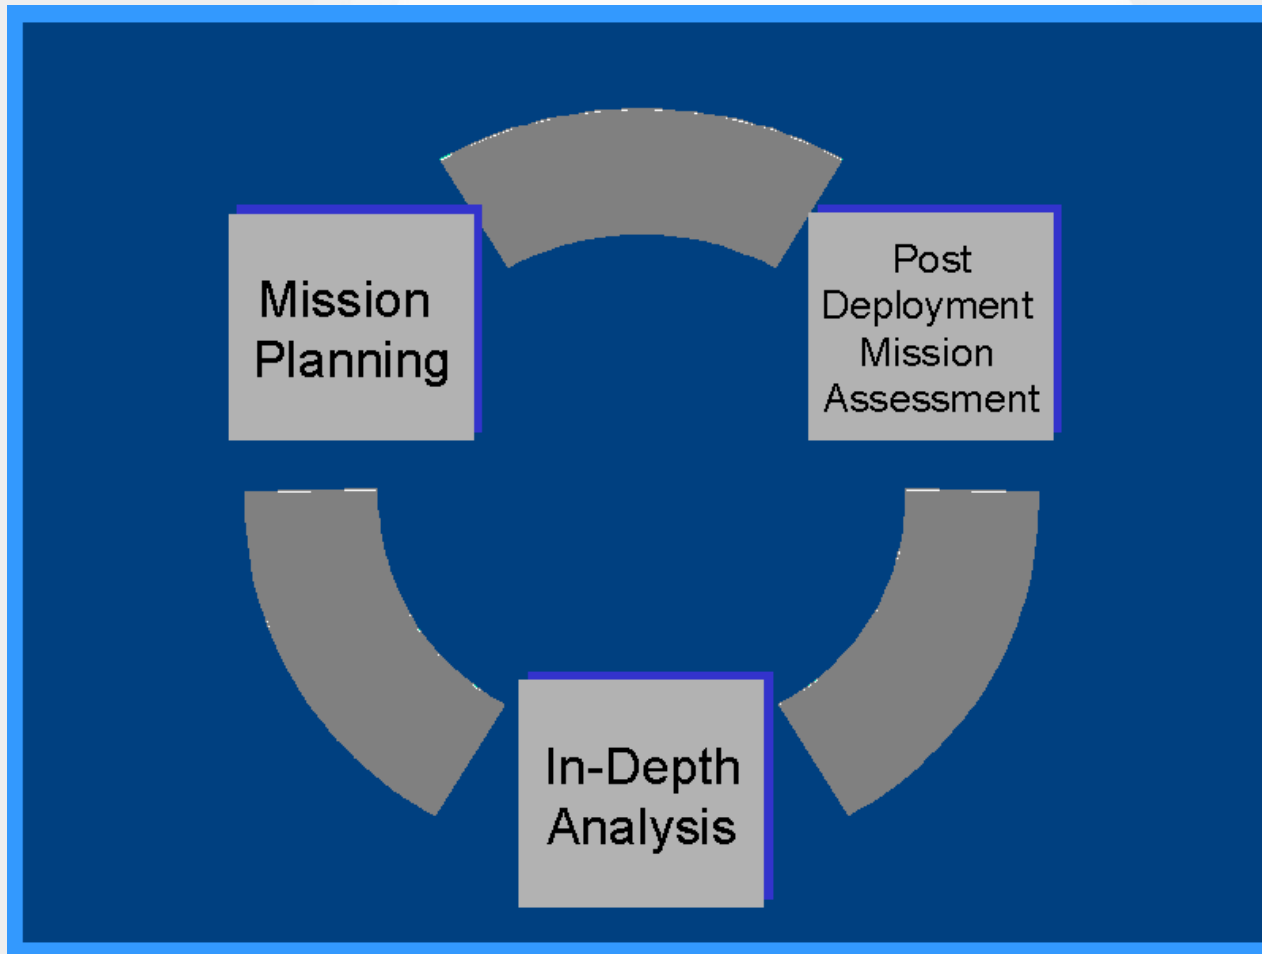 Mission
Planning
Post
Deployment
Mission
Assessment
In-Depth
Analysis